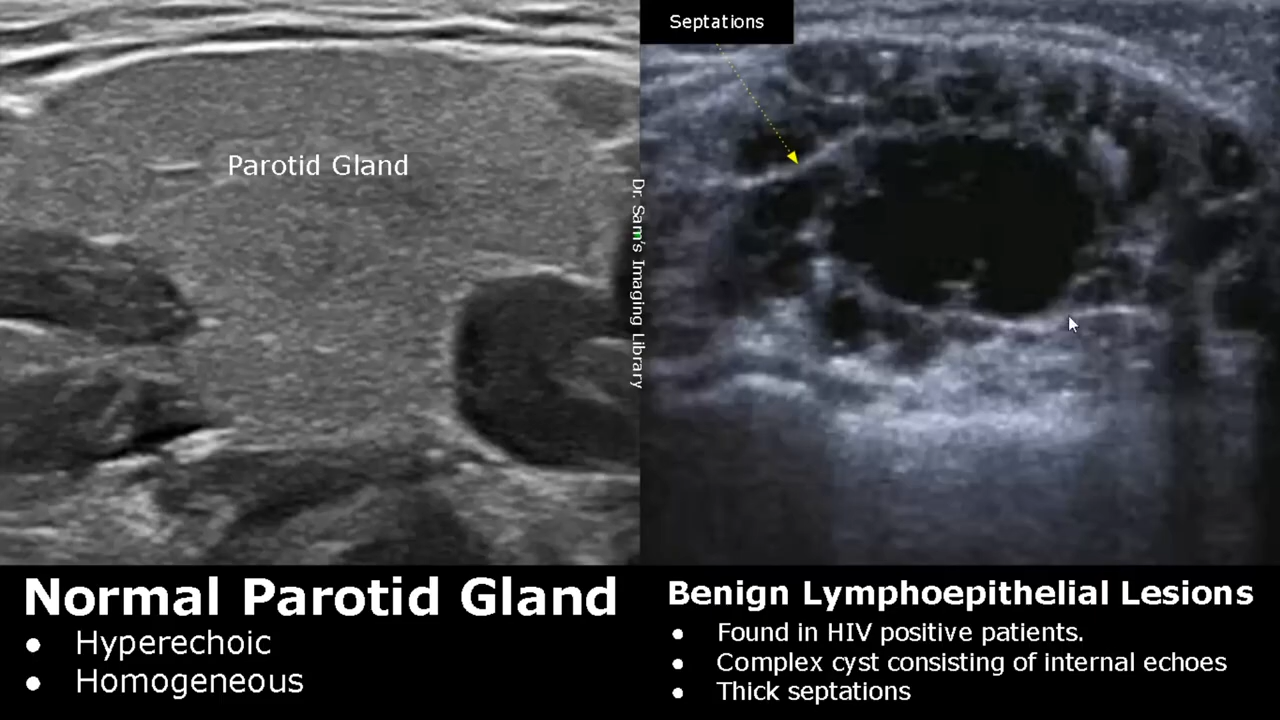 Septations
Parotid Gland
Dr. Sam's Imaging Library
Normal Parotid Gland
● Hyperechoic
● Homogeneous
Benign Lymphoepithelial Lesions
● Found in HIV positive patients.
● Complex cyst consisting of internal echoes
● Thick septations